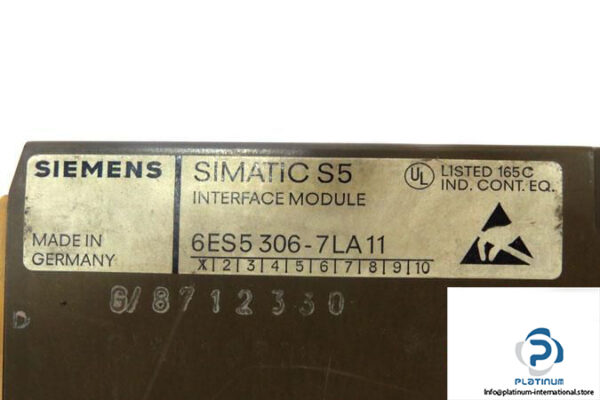 SIEMENS
SIMATIC S5
INTERFACE MODULE
UL
LISTED 165C
IND. CONT. EQ.
MADE IN
GERMANY
6ES5 306-7LA11
X|2|3|4|5|6|7|8|9|10
G/8712330
D
PLATINUM
info@platinum-international.store